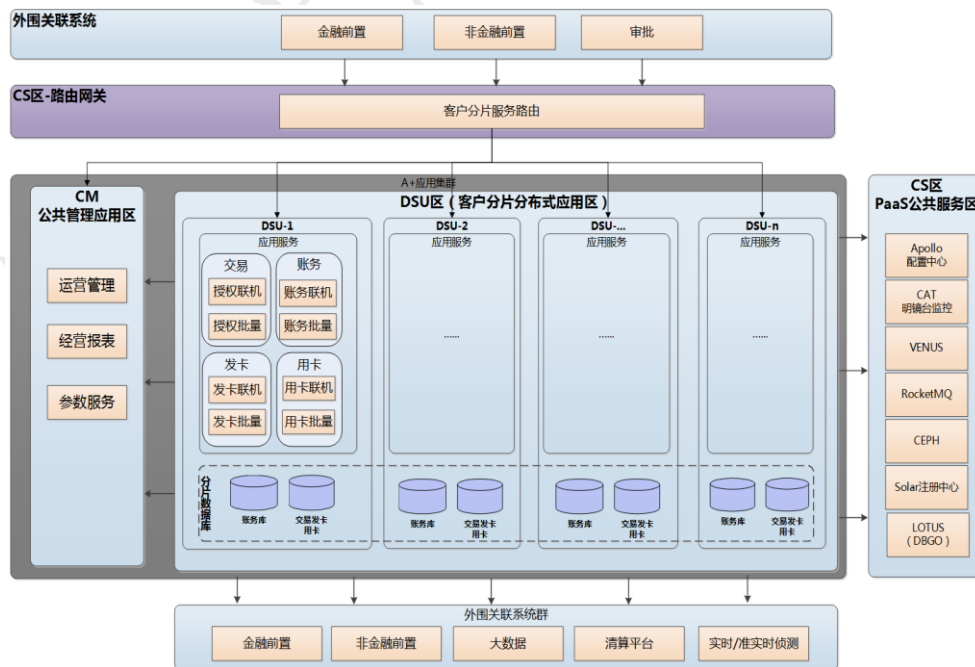 外围关联系统
金融前置
非金融前置
审批
CS区-路由网关
客户分片服务路由
A+应用集群
CM
公共管理应用区
运营管理
经营报表
参数服务
DSU区（客户分片分布式应用区）
DSU-1
应用服务
交易
授权联机
授权批量
账务
账务联机
账务批量
发卡
发卡联机
发卡批量
用卡
用卡联机
用卡批量
DSU-2
应用服务
......
DSU-...
应用服务
......
DSU-n
应用服务
......
分片数据库
账务库
交易发卡
用卡
账务库
交易发卡
用卡
账务库
交易发卡
用卡
账务库
交易发卡
用卡
CS区
PaaS公共服务区
Apollo
配置中心
CAT
明镜台监控
VENUS
RocketMQ
CEPH
Solar注册中心
LOTUS
（DBGO）
外围关联系统群
金融前置
非金融前置
大数据
清算平台
实时/准实时侦测